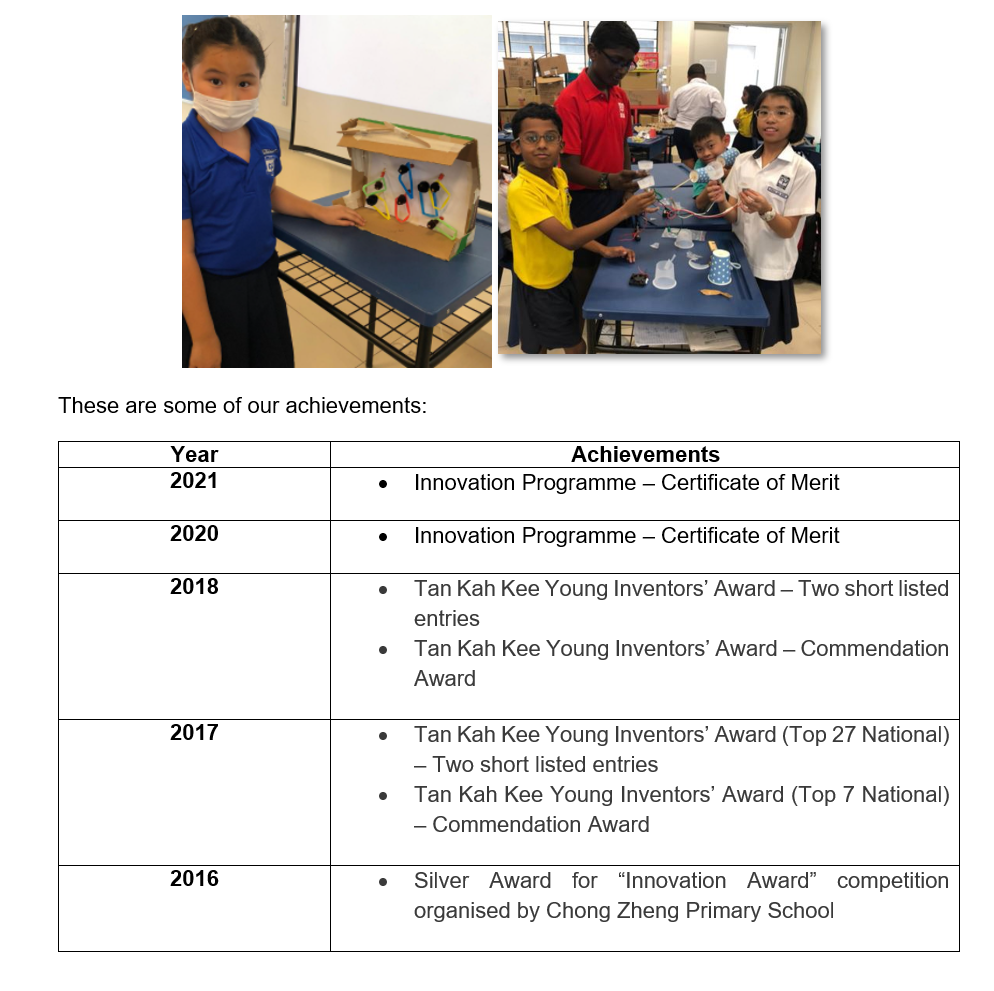 These are some of our achievements:
Year Achievements
2021 • Innovation Programme – Certificate of Merit
2020 • Innovation Programme – Certificate of Merit
2018 • Tan Kah Kee Young Inventors’ Award – Two short listed
entries
• Tan Kah Kee Young Inventors’ Award – Commendation
Award
2017 • Tan Kah Kee Young Inventors’ Award (Top 27 National)
– Two short listed entries
• Tan Kah Kee Young Inventors’ Award (Top 7 National)
– Commendation Award
2016 • Silver Award for “Innovation Award” competition
organised by Chong Zheng Primary School